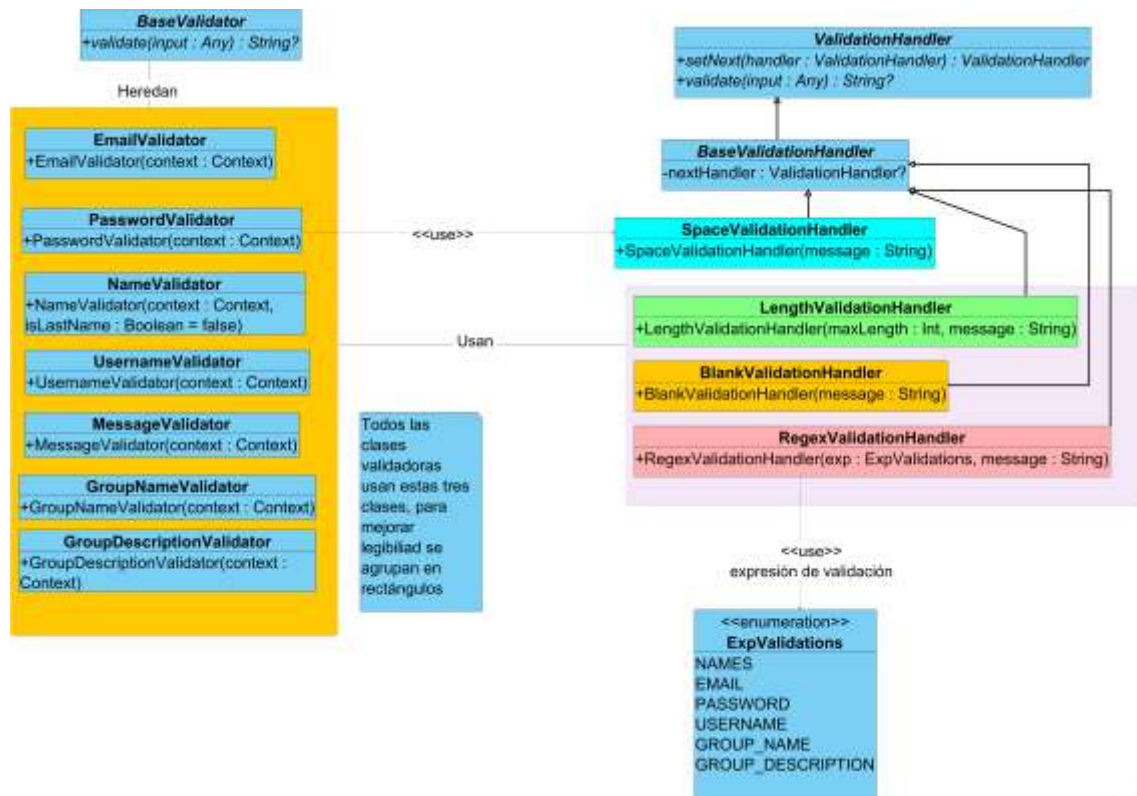 BaseValidator
+validate(input : Any) : String?
Heredan
EmailValidator
+EmailValidator(context : Context)
PasswordValidator
+PasswordValidator(context : Context)
NameValidator
+NameValidator(context : Context,
isLastName : Boolean = false)
UsernameValidator
+UsernameValidator(context : Context)
MessageValidator
+MessageValidator(context : Context)
GroupNameValidator
+GroupNameValidator(context : Context)
GroupDescriptionValidator
+GroupDescriptionValidator(context :
Context)
<<use>>
Usan
Todos las
clases
validadoras
usan estas tres
clases, para
mejorar
legibiliad se
agrupan en
rectángulos
ValidationHandler
+setNext(handler : ValidationHandler) : ValidationHandler
+validate(input : Any) : String?
BaseValidationHandler
-nextHandler : ValidationHandler?
SpaceValidationHandler
+SpaceValidationHandler(message : String)
LengthValidationHandler
+LengthValidationHandler(maxLength : Int, message : String)
BlankValidationHandler
+BlankValidationHandler(message : String)
RegexValidationHandler
+RegexValidationHandler(exp : ExpValidations, message : String)
<<use>>
expresión de validación
<<enumeration>>
ExpValidations
NAMES
EMAIL
PASSWORD
USERNAME
GROUP_NAME
GROUP_DESCRIPTION